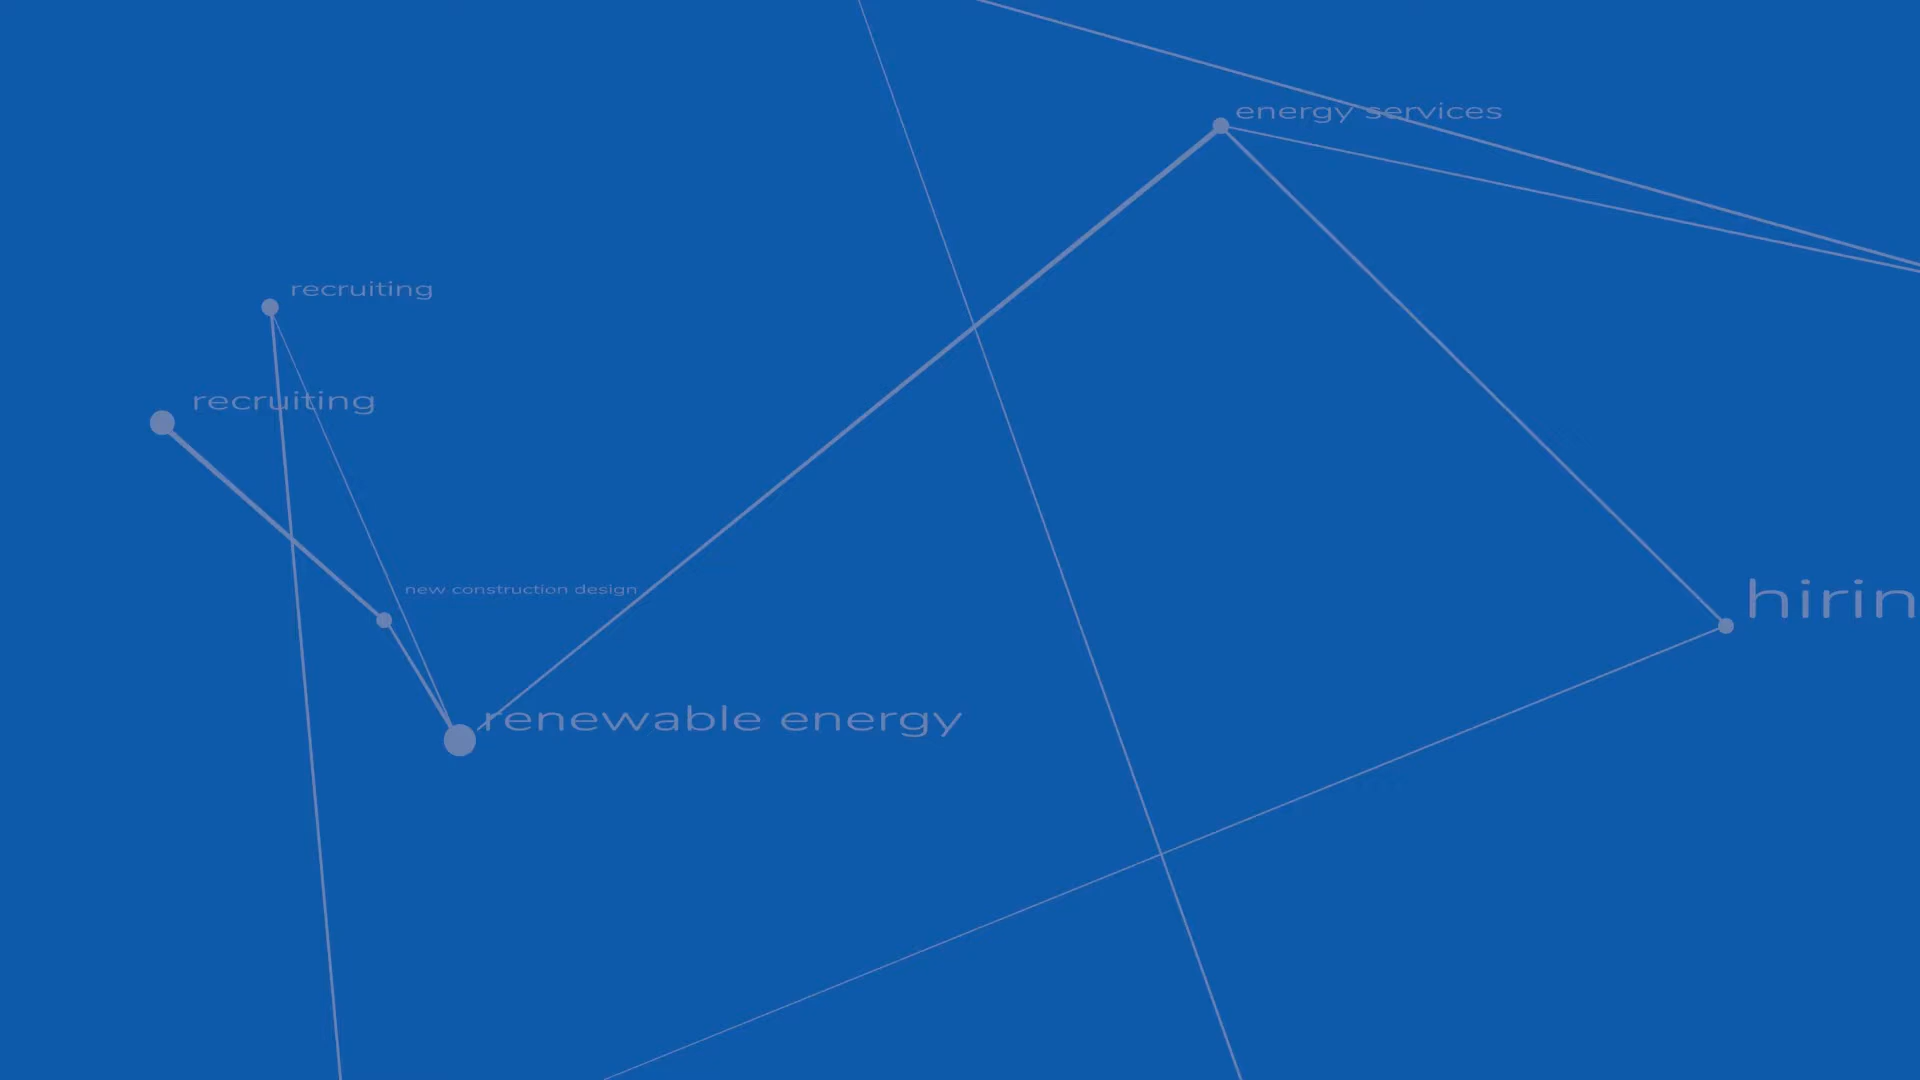 energy services
recruiting
recruiting
new construction design
hirin
renewable energy